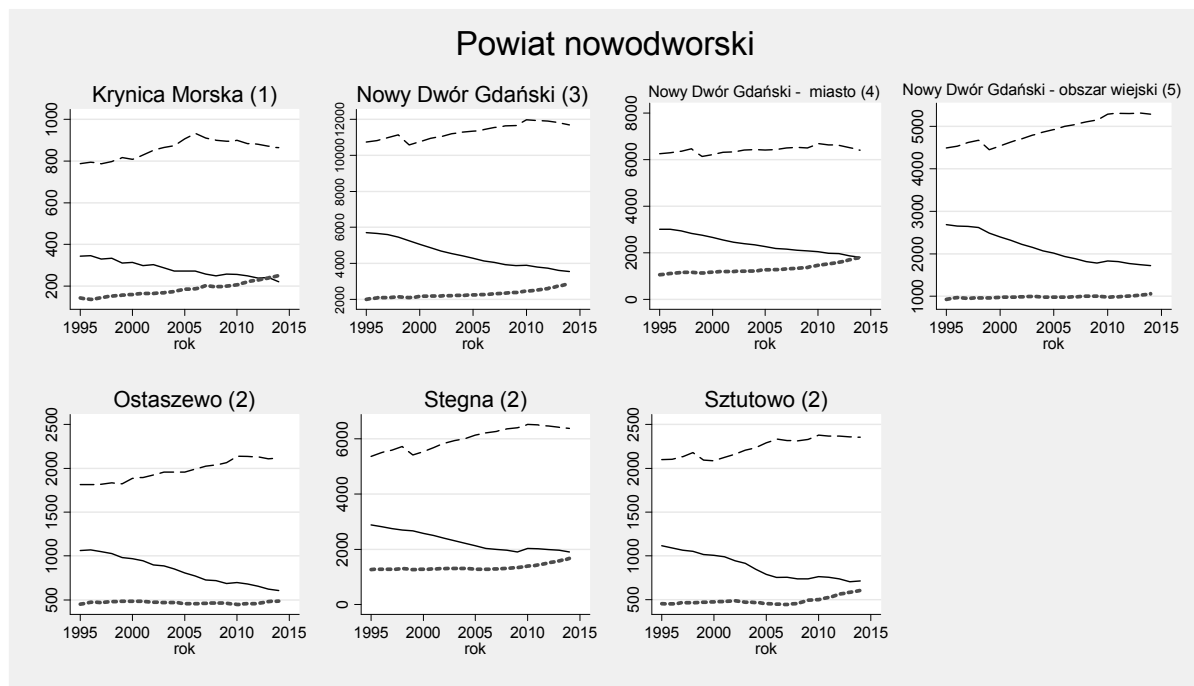 Powiat nowodworski
Krynica Morska (1)
1000
800
600
400
200
1995 2000 2005 2010 2015
rok
Nowy Dwór Gdański (3)
12000
10000
8000
6000
4000
2000
1995 2000 2005 2010 2015
rok
Nowy Dwór Gdański - miasto (4)
8000
6000
4000
2000
0
1995 2000 2005 2010 2015
rok
Nowy Dwór Gdański - obszar wiejski (5)
5000
4000
3000
2000
1000
1995 2000 2005 2010 2015
rok
Ostaszewo (2)
2500
2000
1500
1000
500
1995 2000 2005 2010 2015
rok
Stegna (2)
6000
4000
2000
0
1995 2000 2005 2010 2015
rok
Sztutowo (2)
2500
2000
1500
1000
500
1995 2000 2005 2010 2015
rok